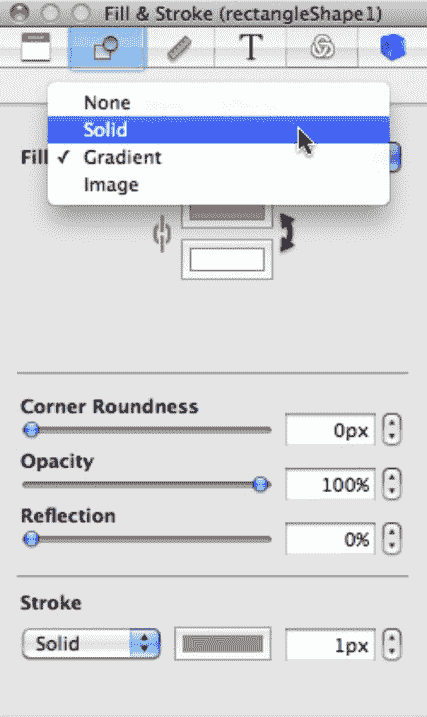 Fill & Stroke (rectangleShape1)
T
None
Solid
Fill ✓ Gradient
Image
Corner Roundness
0px
Opacity
100%
Reflection
0%
Stroke
Solid 1px